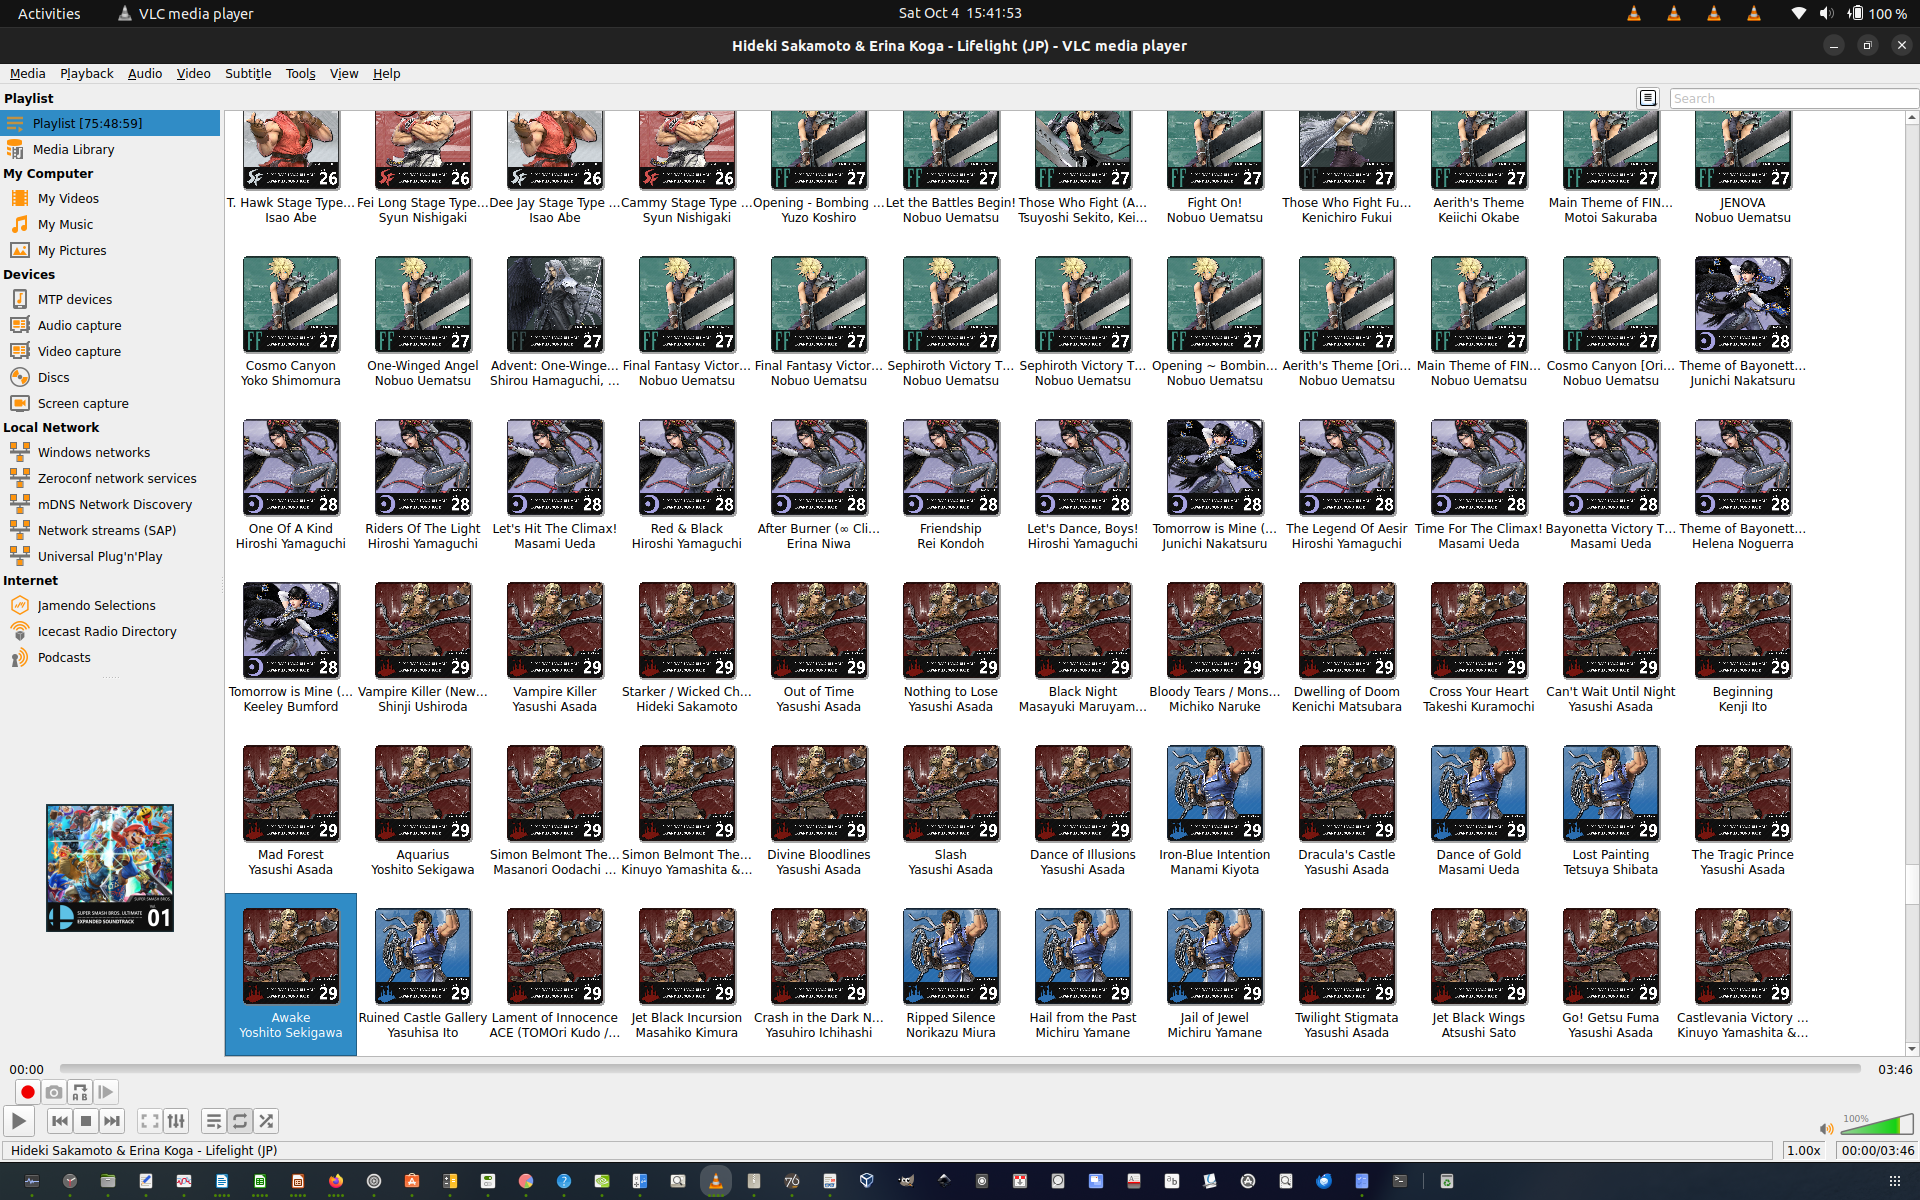 Activities
VLC media player
Sat Oct 4 15:41:53
100 %
Hideki Sakamoto & Erina Koga - Lifelight (JP) - VLC media player
Media Playback Audio Video Subtitle Tools View Help
Playlist
Search
Playlist [75:48:59]
Media Library
My Computer
My Videos
My Music
My Pictures
Devices
MTP devices
Audio capture
Video capture
Discs
Screen capture
Local Network
Windows networks
Zeroconf network services
mDNS Network Discovery
Network streams (SAP)
Universal Plug'n'Play
Internet
Jamendo Selections
Icecast Radio Directory
Podcasts
SUPER SMASH BROS. ULTIMATE
EXPANDED SOUNDTRACK
01
26 26 26 26 27 27 27 27 27 27 27 27
T. Hawk Stage Type... Fei Long Stage Type... Dee Jay Stage Type ... Cammy Stage Type ... Opening - Bombing ... Let the Battles Begin! Those Who Fight (A... Fight On! Those Who Fight Fu... Aerith's Theme Main Theme of FIN... JENOVA
Isao Abe Syun Nishigaki Isao Abe Syun Nishigaki Yuzo Koshiro Nobuo Uematsu Tsuyoshi Sekito, Kei... Nobuo Uematsu Kenichiro Fukui Keiichi Okabe Motoi Sakuraba Nobuo Uematsu
27 27 27 27 27 27 27 27 27 27 27 28
Cosmo Canyon One-Winged Angel Advent: One-Winge... Final Fantasy Victor... Final Fantasy Victor... Sephiroth Victory T... Sephiroth Victory T... Opening ~ Bombin... Aerith's Theme [Ori... Main Theme of FIN... Cosmo Canyon [Ori... Theme of Bayonett...
Yoko Shimomura Nobuo Uematsu Shirou Hamaguchi, ... Nobuo Uematsu Nobuo Uematsu Nobuo Uematsu Nobuo Uematsu Nobuo Uematsu Nobuo Uematsu Nobuo Uematsu Nobuo Uematsu Junichi Nakatsuru
28 28 28 28 28 28 28 28 28 28 28 28
One Of A Kind Riders Of The Light Let's Hit The Climax! Red & Black After Burner (∞ Cli... Friendship Let's Dance, Boys! Tomorrow is Mine (... The Legend Of Aesir Time For The Climax! Bayonetta Victory T... Theme of Bayonett...
Hiroshi Yamaguchi Hiroshi Yamaguchi Masami Ueda Hiroshi Yamaguchi Erina Niwa Rei Kondoh Hiroshi Yamaguchi Junichi Nakatsuru Hiroshi Yamaguchi Masami Ueda Masami Ueda Helena Noguerra
28 29 29 29 29 29 29 29 29 29 29 29
Tomorrow is Mine (... Vampire Killer (New... Vampire Killer Starker / Wicked Ch... Out of Time Nothing to Lose Black Night Bloody Tears / Mons... Dwelling of Doom Cross Your Heart Can't Wait Until Night Beginning
Keeley Bumford Shinji Ushiroda Yasushi Asada Hideki Sakamoto Yasushi Asada Yasushi Asada Masayuki Maruyam... Michiko Naruke Kenichi Matsubara Takeshi Kuramochi Yasushi Asada Kenji Ito
29 29 29 29 29 29 29 29 29 29 29 29
Mad Forest Aquarius Simon Belmont The... Simon Belmont The... Divine Bloodlines Slash Dance of Illusions Iron-Blue Intention Dracula's Castle Dance of Gold Lost Painting The Tragic Prince
Yasushi Asada Yoshito Sekigawa Masanori Oodachi ... Kinuyo Yamashita &... Yasushi Asada Yasushi Asada Yasushi Asada Manami Kiyota Yasushi Asada Masami Ueda Tetsuya Shibata Yasushi Asada
29 29 29 29 29 29 29 29 29 29 29 29
Awake Ruined Castle Gallery Lament of Innocence Jet Black Incursion Crash in the Dark N... Ripped Silence Hail from the Past Jail of Jewel Twilight Stigmata Jet Black Wings Go! Getsu Fuma Castlevania Victory ...
Yoshito Sekigawa Yasuhisa Ito ACE (TOMOri Kudo /... Masahiko Kimura Yasuhiro Ichihashi Norikazu Miura Michiru Yamane Michiru Yamane Yasushi Asada Atsushi Sato Yasushi Asada Kinuyo Yamashita &...
00:00
03:46
100%
Hideki Sakamoto & Erina Koga - Lifelight (JP)
1.00x
00:00/03:46